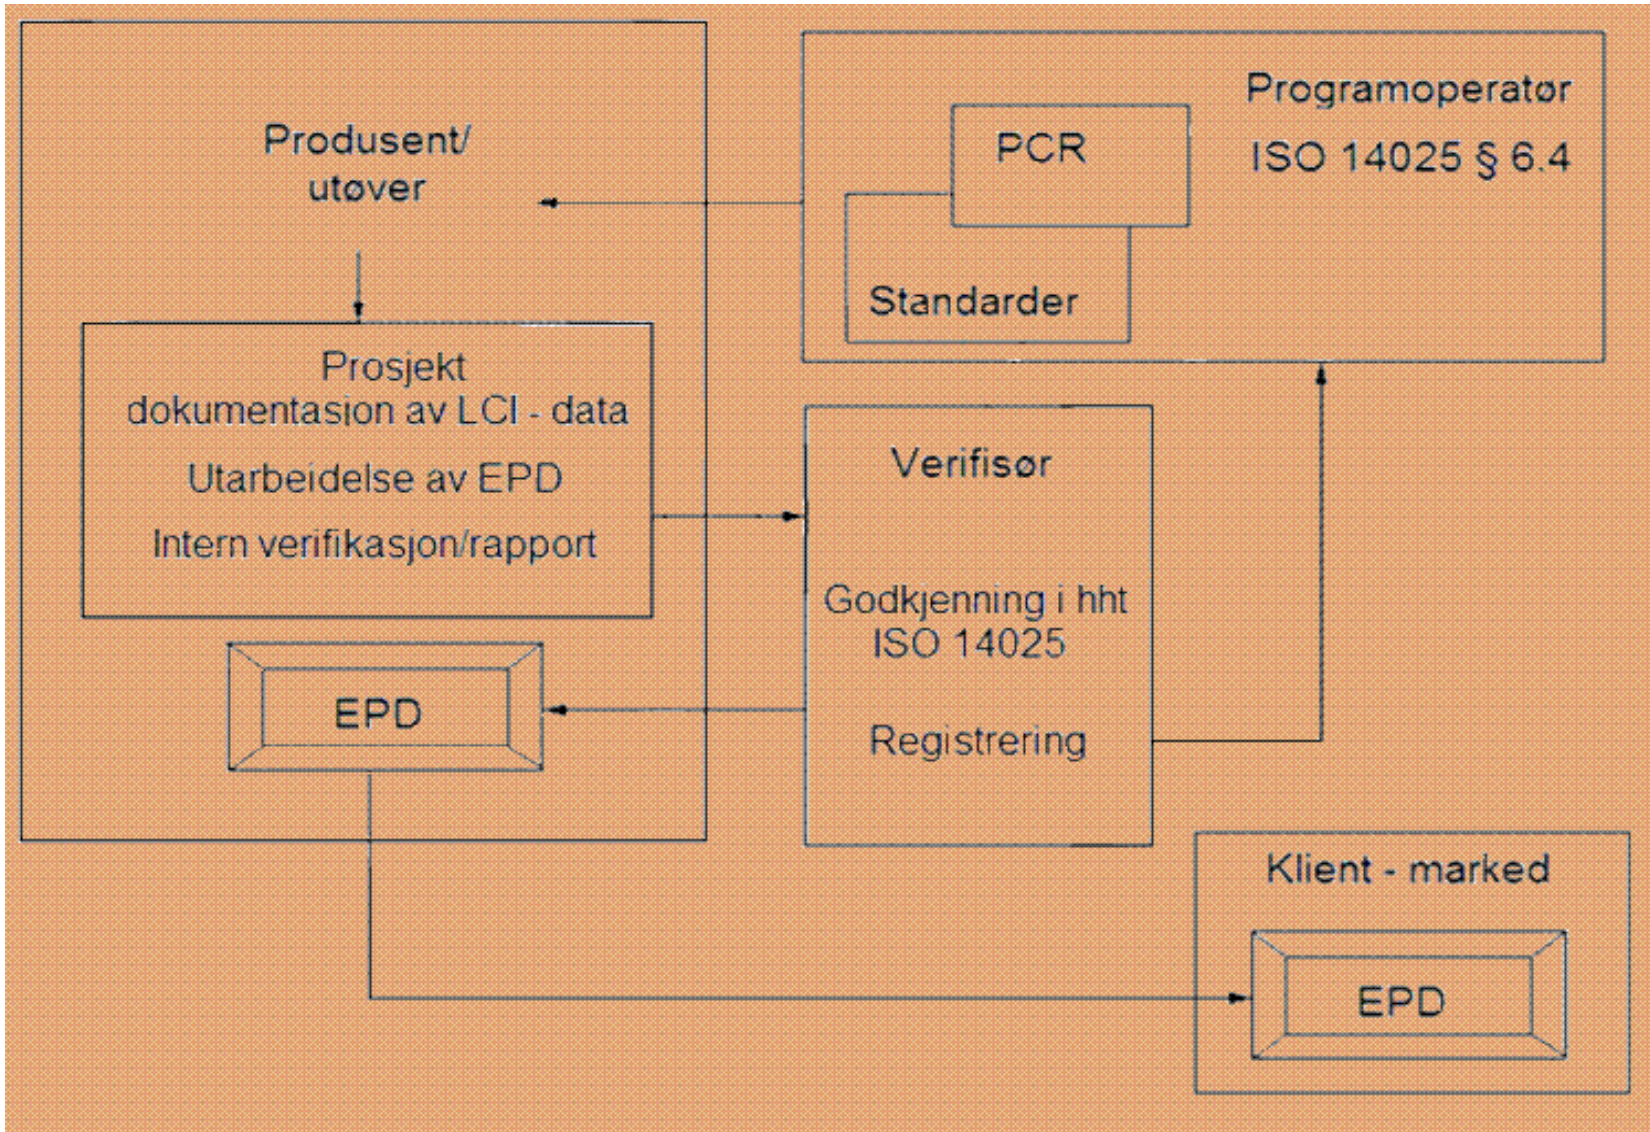 Produsent/
utøver
Prosjekt
dokumentasjon av LCI - data
Utarbeidelse av EPD
Intern verifikasjon/rapport
EPD
Programoperatør
ISO 14025 § 6.4
PCR
Standarder
Verifisør
Godkjenning i hht
ISO 14025
Registrering
Klient - marked
EPD